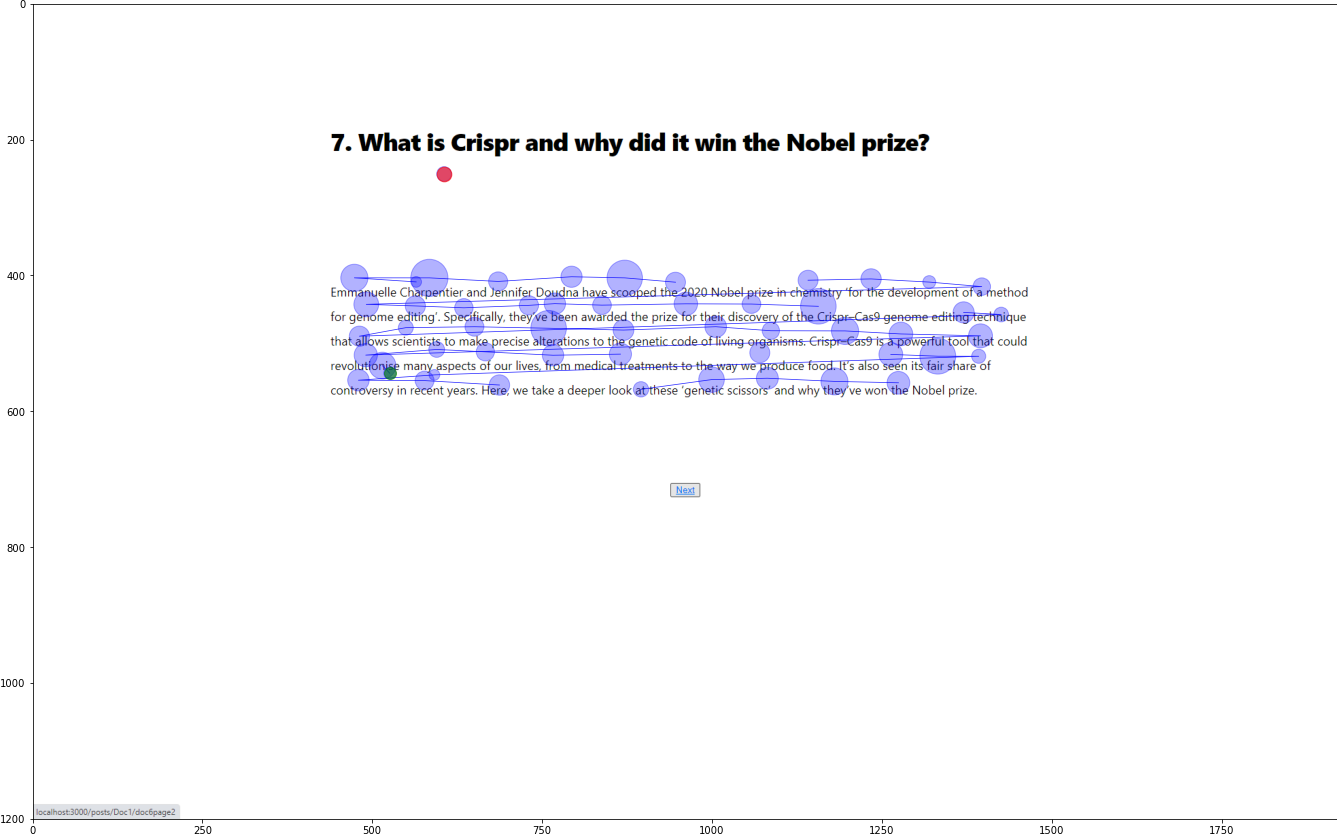 0
200
7. What is Crispr and why did it win the Nobel prize?
400
Emmanuelle Charpentier and Jennifer Doudna have scooped the 2020 Nobel prize in chemistry ‘for the development of a method
for genome editing’. Specifically, they’ve been awarded the prize for their discovery of the Crispr-Cas9 genome editing technique
that allows scientists to make precise alterations to the genetic code of living organisms. Crispr-Cas9 is a powerful tool that could
revolutionise many aspects of our lives, from medical treatments to the way we produce food. It’s also seen its fair share of
controversy in recent years. Here, we take a deeper look at these ‘genetic scissors’ and why they’ve won the Nobel prize.
600
Next
800
1000
localhost:3000/posts/Doc1/doc6page2
1200
0 250 500 750 1000 1250 1500 1750